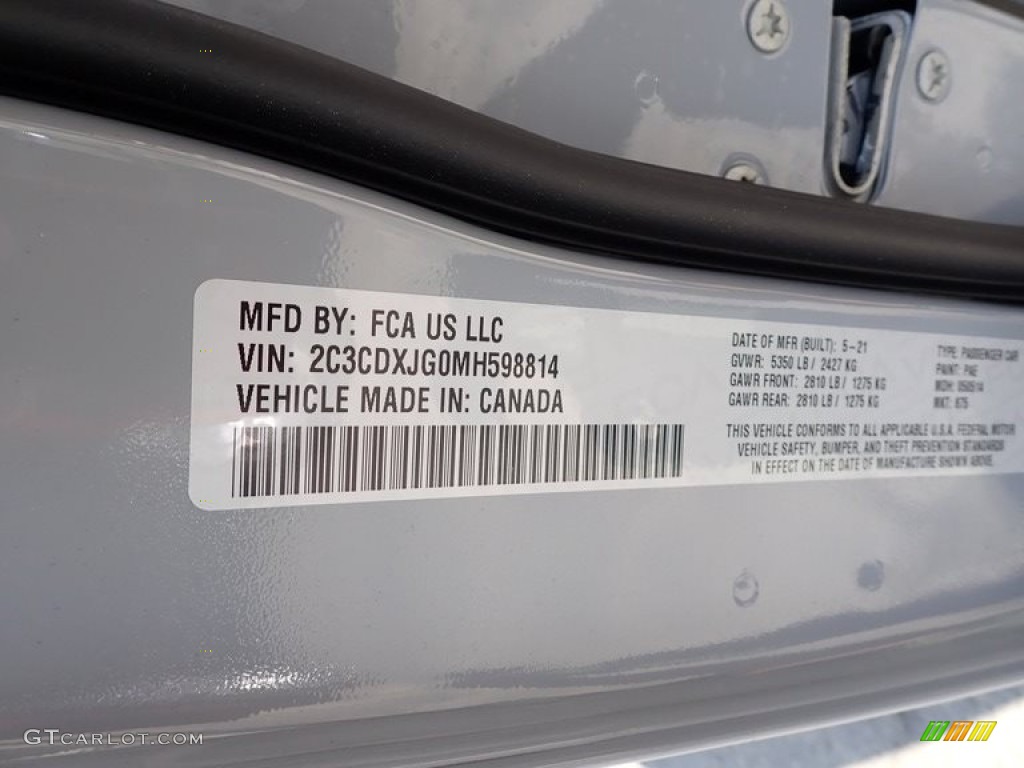 MFD BY: FCA US LLC
VIN: 2C3CDXJG0MH598814
VEHICLE MADE IN: CANADA
DATE OF MFR (BUILT): 5-21
GVWR: 5350 LB / 2427 KG
GAWR FRONT: 2810 LB / 1275 KG
GAWR REAR: 2810 LB / 1275 KG
TYPE: PASSENGER CAR
PAINT: PAE
MDH: 050514
MKT:
THIS VEHICLE CONFORMS TO ALL APPLICABLE U.S.A. FEDERAL MOTOR
VEHICLE SAFETY, BUMPER, AND THEFT PREVENTION STANDARDS
IN EFFECT ON THE DATE OF MANUFACTURE SHOWN ABOVE.
GTCARLOT.COM